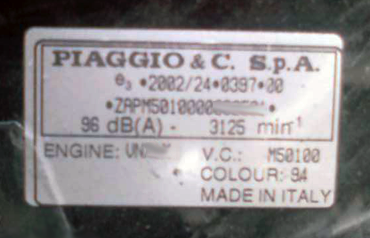 PIAGGIO & C. S.p.A.
e₃ •2002/24•0397•00
96 dB(A) - 3125 min⁻¹
ENGINE: V.C.: M50100
COLOUR: 94
MADE IN ITALY